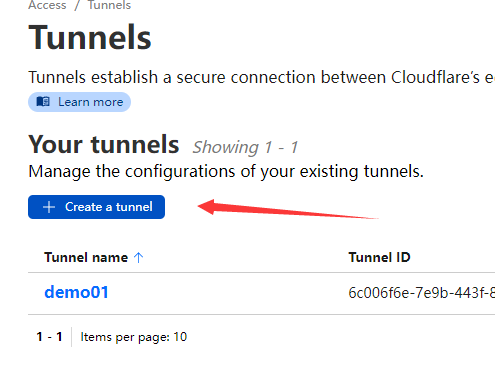 Access / Tunnels
Tunnels
Tunnels establish a secure connection between Cloudflare's
Learn more
Your tunnels Showing 1 - 1
Manage the configurations of your existing tunnels.
Create a tunnel
Tunnel name ↑ Tunnel ID
demo01 6c006f6e-7e9b-443f-8
1 - 1 Items per page: 10